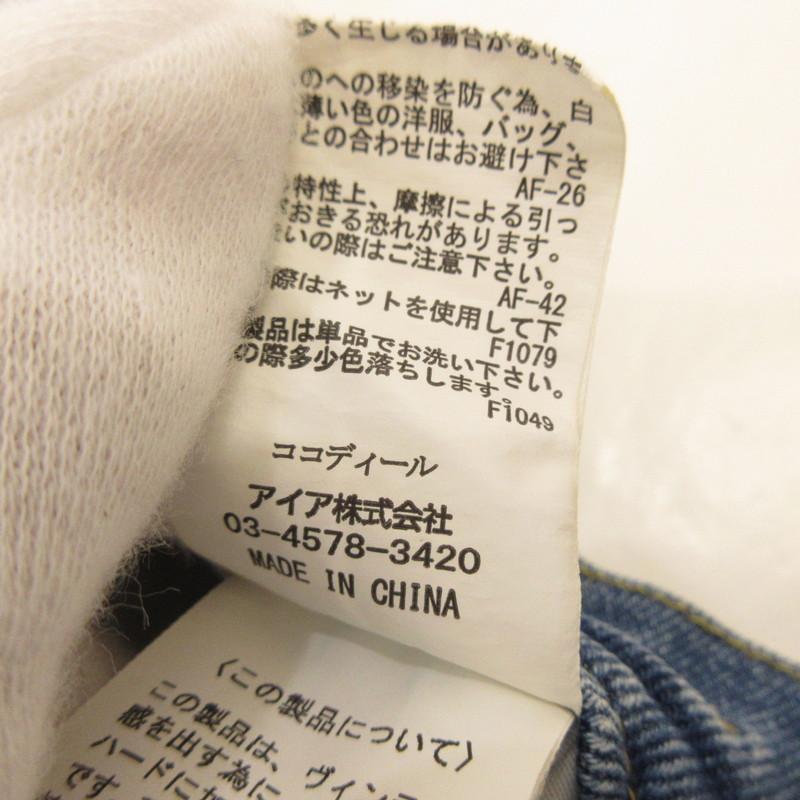 多く生じる場合があります
のへの移染を防ぐ為、白
薄い色の洋服、バッグ、
との合わせはお避け下さ
AF-26
特性上、摩擦による引っ
おきる恐れがあります。
いの際はご注意下さい。
AF-42
際はネットを使用して下
F1079
製品は単品でお洗い下さい。
の際多少色落ちします。
F1049
ココディール
アイア株式会社
03-4578-3420
MADE IN CHINA
〈この製品について〉
この製品は、ヴィンテ
感を出す為に
ハードに加
です